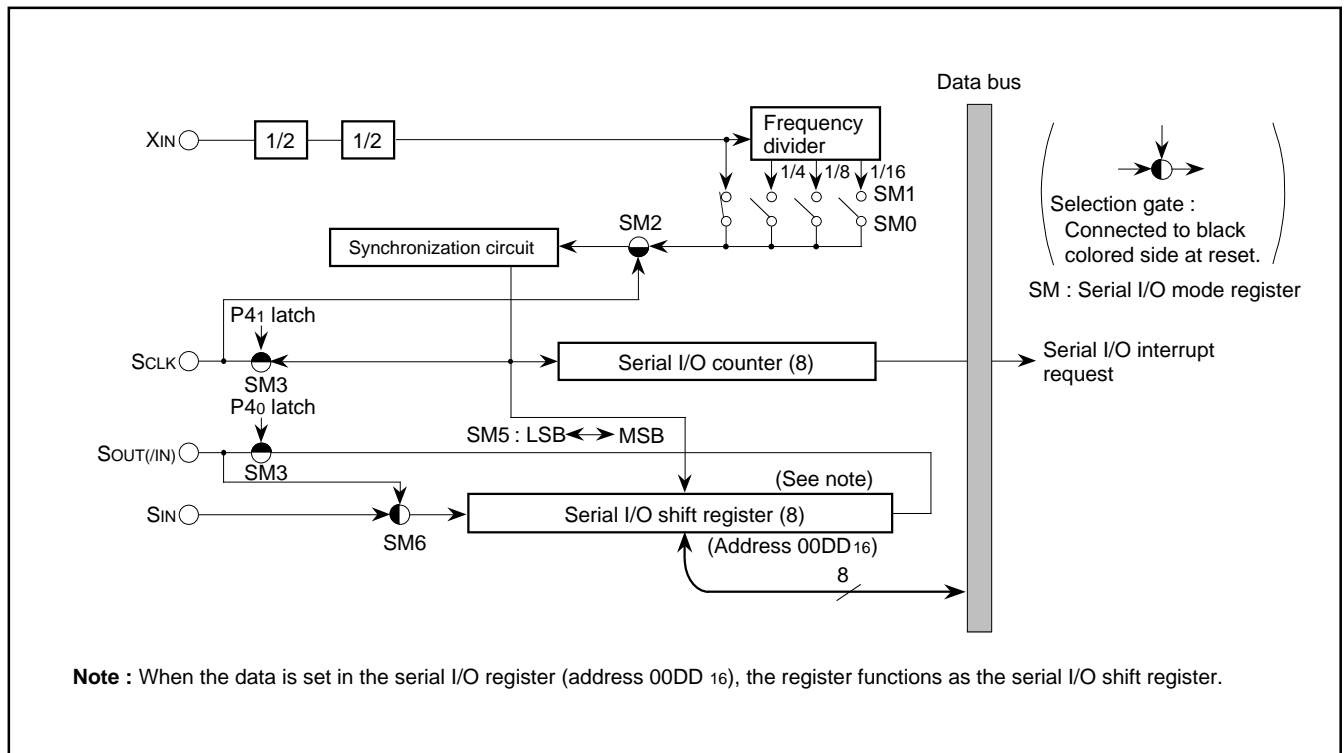 Data bus
XIN
1/2
1/2
Frequency
divider
1/4
1/8
1/16
SM1
SM0
SM2
Synchronization circuit
Selection gate :
Connected to black
colored side at reset.
SM : Serial I/O mode register
P41 latch
SCLK
SM3
Serial I/O counter (8)
Serial I/O interrupt
request
P40 latch
SM5 : LSB
MSB
SOUT(/IN)
SM3
(See note)
SIN
SM6
Serial I/O shift register (8)
(Address 00DD 16)
8
Note : When the data is set in the serial I/O register (address 00DD 16), the register functions as the serial I/O shift register.